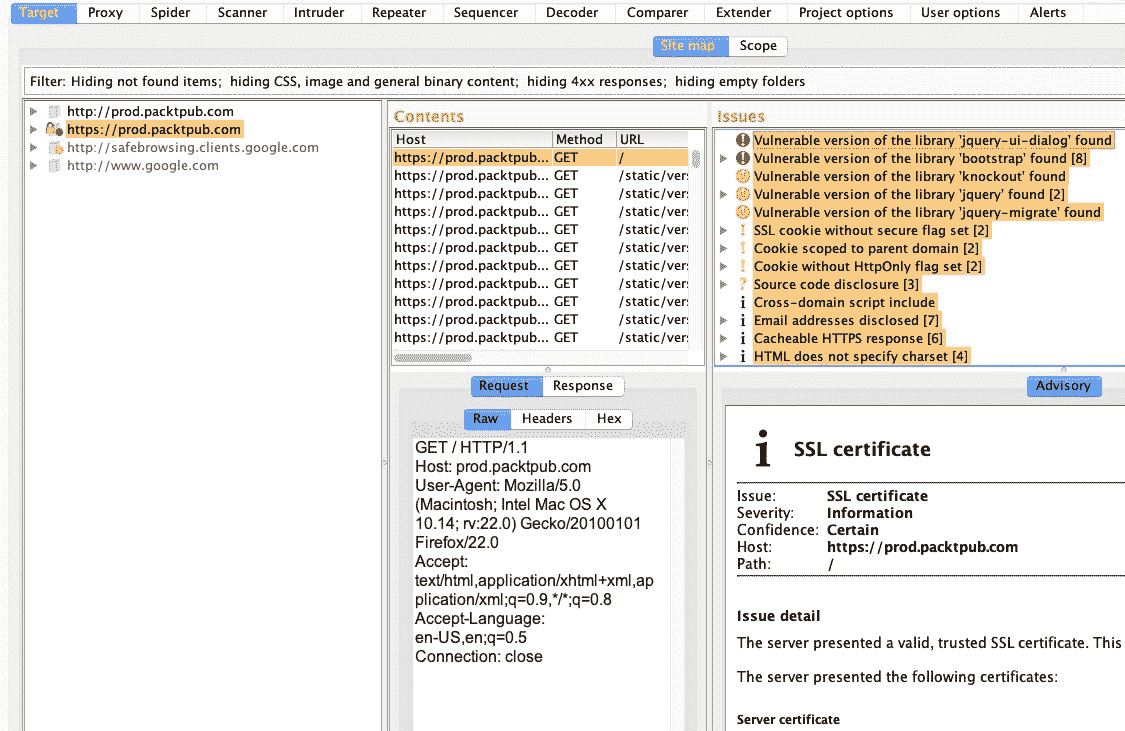 Target Proxy Spider Scanner Intruder Repeater Sequencer Decoder Comparer Extender Project options User options Alerts
Site map Scope
Filter: Hiding not found items; hiding CSS, image and general binary content; hiding 4xx responses; hiding empty folders
http://prod.packtpub.com
https://prod.packtpub.com
http://safebrowsing.clients.google.com
http://www.google.com
Contents
Host Method URL
https://prod.packtpub... GET /
https://prod.packtpub... GET /static/ver
https://prod.packtpub... GET /static/ver
https://prod.packtpub... GET /static/ver
https://prod.packtpub... GET /static/ver
https://prod.packtpub... GET /static/ver
https://prod.packtpub... GET /static/ver
https://prod.packtpub... GET /static/ver
https://prod.packtpub... GET /static/ver
https://prod.packtpub... GET /static/ver
https://prod.packtpub... GET /static/ver
Request Response
Raw Headers Hex
GET / HTTP/1.1
Host: prod.packtpub.com
User-Agent: Mozilla/5.0
(Macintosh; Intel Mac OS X
10.14; rv:22.0) Gecko/20100101
Firefox/22.0
Accept:
text/html,application/xhtml+xml,ap
plication/xml;q=0.9,*/*;q=0.8
Accept-Language:
en-US,en;q=0.5
Connection: close
Issues
Vulnerable version of the library 'jquery-ui-dialog' found
Vulnerable version of the library 'bootstrap' found [8]
Vulnerable version of the library 'knockout' found
Vulnerable version of the library 'jquery' found [2]
Vulnerable version of the library 'jquery-migrate' found
SSL cookie without secure flag set [2]
Cookie scoped to parent domain [2]
Cookie without HttpOnly flag set [2]
Source code disclosure [3]
Cross-domain script include
Email addresses disclosed [7]
Cacheable HTTPS response [6]
HTML does not specify charset [4]
Advisory
SSL certificate
Issue: SSL certificate
Severity: Information
Confidence: Certain
Host: https://prod.packtpub.com
Path: /
Issue detail
The server presented a valid, trusted SSL certificate. This
The server presented the following certificates:
Server certificate